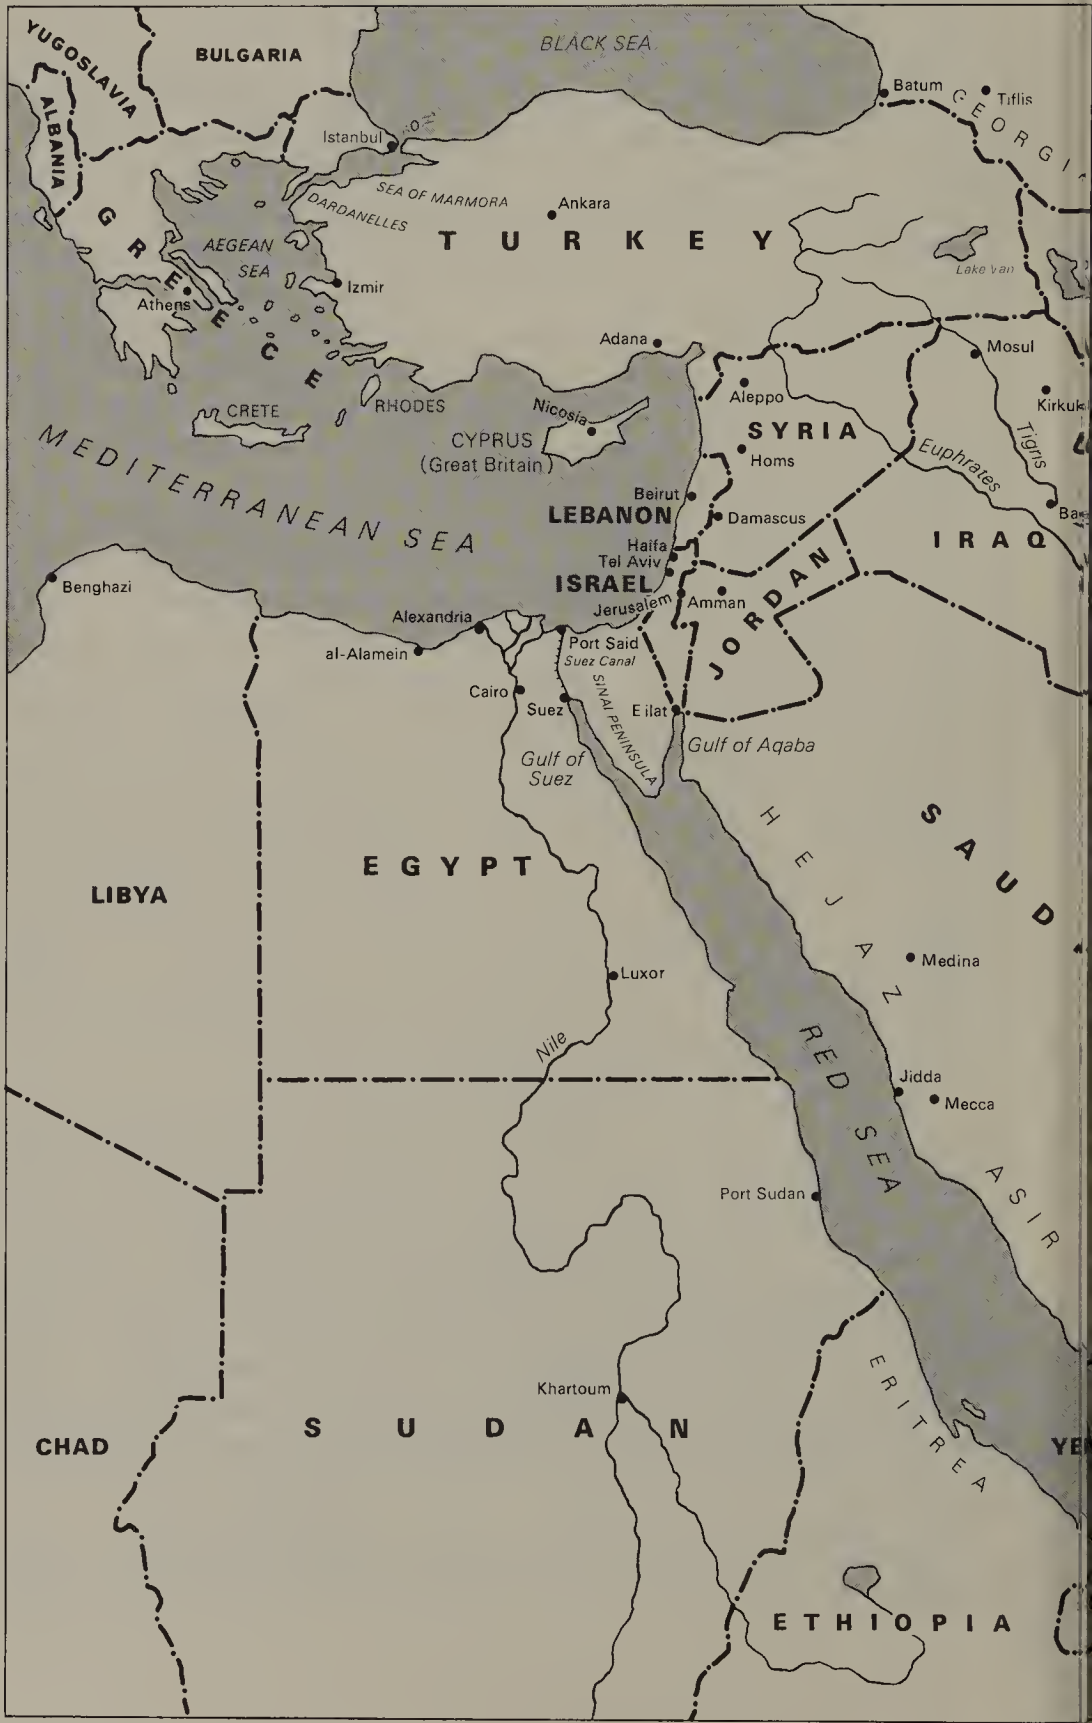 BLACK SEA
YUGOSLAVIA
BULGARIA
ALBANIA
Batum
Tiflis
Istanbul
SEA OF MARMORA
DARDANELLES
Ankara
GREECE
AEGEAN
SEA
TURKEY
Lake Van
Izmir
Athens
Adana
Mosul
Aleppo
Kirkuk
CRETE
RHODES
Nicosia
CYPRUS
(Great Britain)
SYRIA
Homs
Euphrates
Tigris
MEDITERRANEAN SEA
Beirut
LEBANON
Damascus
IRAQ
Haifa
Tel Aviv
ISRAEL
Jerusalem
Amman
JORDAN
Benghazi
Alexandria
al-Alamein
Port Said
Suez Canal
SINAI PENINSULA
Cairo
Suez
Eilat
Gulf of
Suez
Gulf of Aqaba
HEJAZ
SAUD
EGYPT
LIBYA
Medina
Luxor
RED SEA
Nile
Jidda
Mecca
ASIR
Port Sudan
ERITREA
Khartoum
SUDAN
CHAD
YE
ETHIOPIA